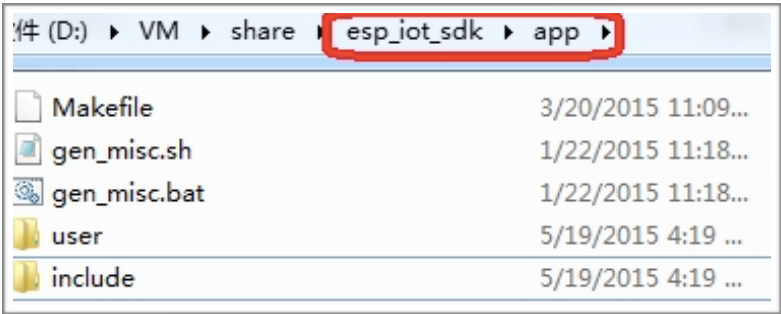 件 (D:) ▸ VM ▸ share ▸ esp_iot_sdk ▸ app ▸
Makefile 3/20/2015 11:09...
gen_misc.sh 1/22/2015 11:18...
gen_misc.bat 1/22/2015 11:18...
user 5/19/2015 4:19 ...
include 5/19/2015 4:19 ...